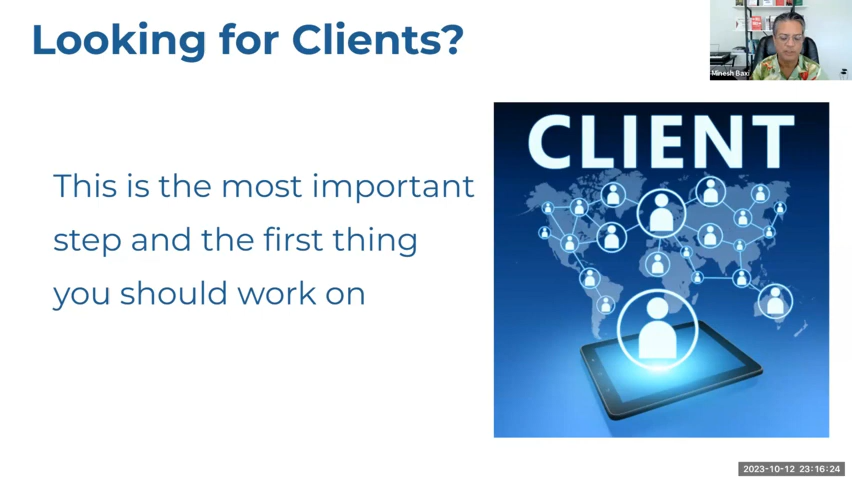 Looking for Clients?
Minesh Baxi
CLIENT
This is the most important
step and the first thing
you should work on
2023-10-12 23:16:24